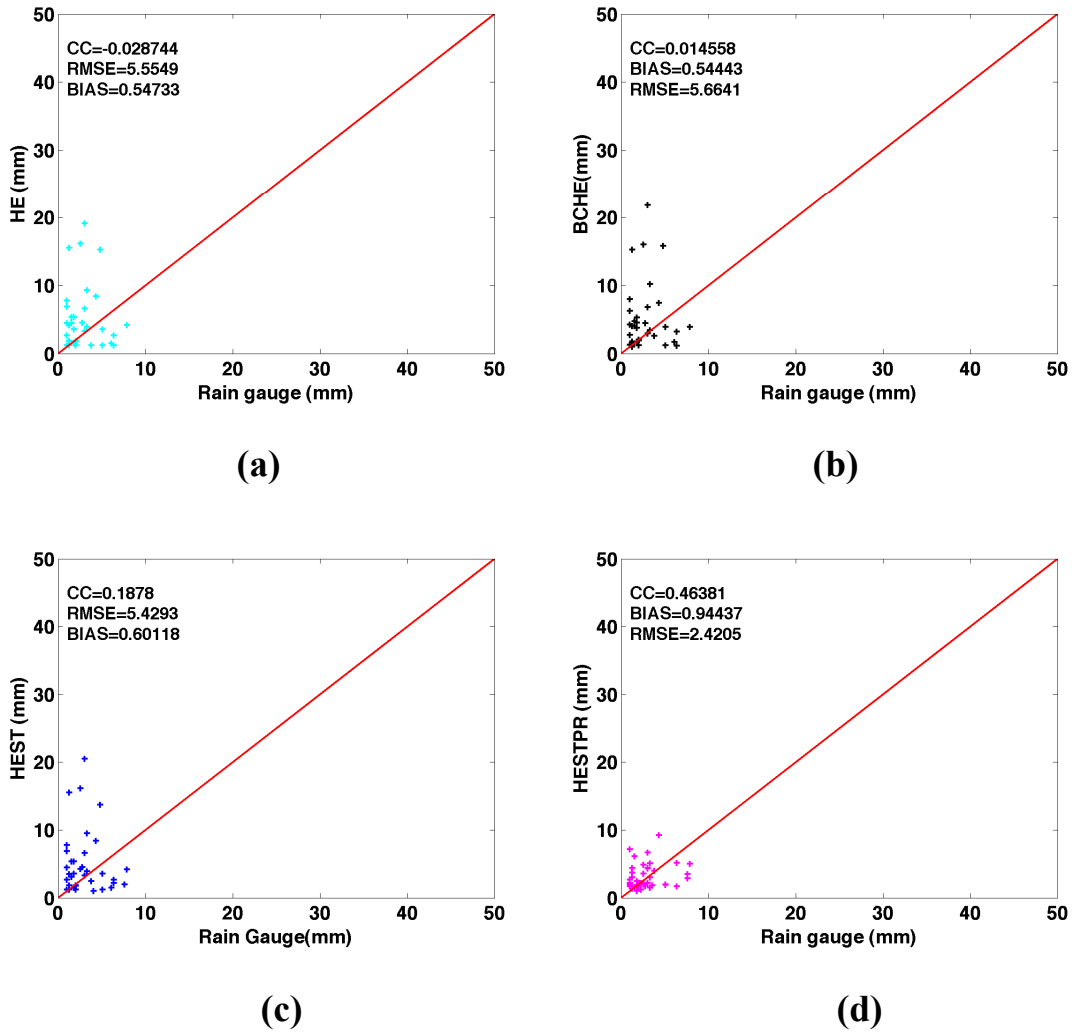 50
CC=-0.028744
RMSE=5.5549
BIAS=0.54733
40
30
20
10
0
HE (mm)
0 10 20 30 40 50
Rain gauge (mm)
(a)
50
CC=0.014558
BIAS=0.54443
RMSE=5.6641
40
30
20
10
0
BCHE(mm)
0 10 20 30 40 50
Rain gauge (mm)
(b)
50
CC=0.1878
RMSE=5.4293
BIAS=0.60118
40
30
20
10
0
HEST (mm)
0 10 20 30 40 50
Rain Gauge(mm)
(c)
50
CC=0.46381
BIAS=0.94437
RMSE=2.4205
40
30
20
10
0
HESTPR (mm)
0 10 20 30 40 50
Rain gauge (mm)
(d)